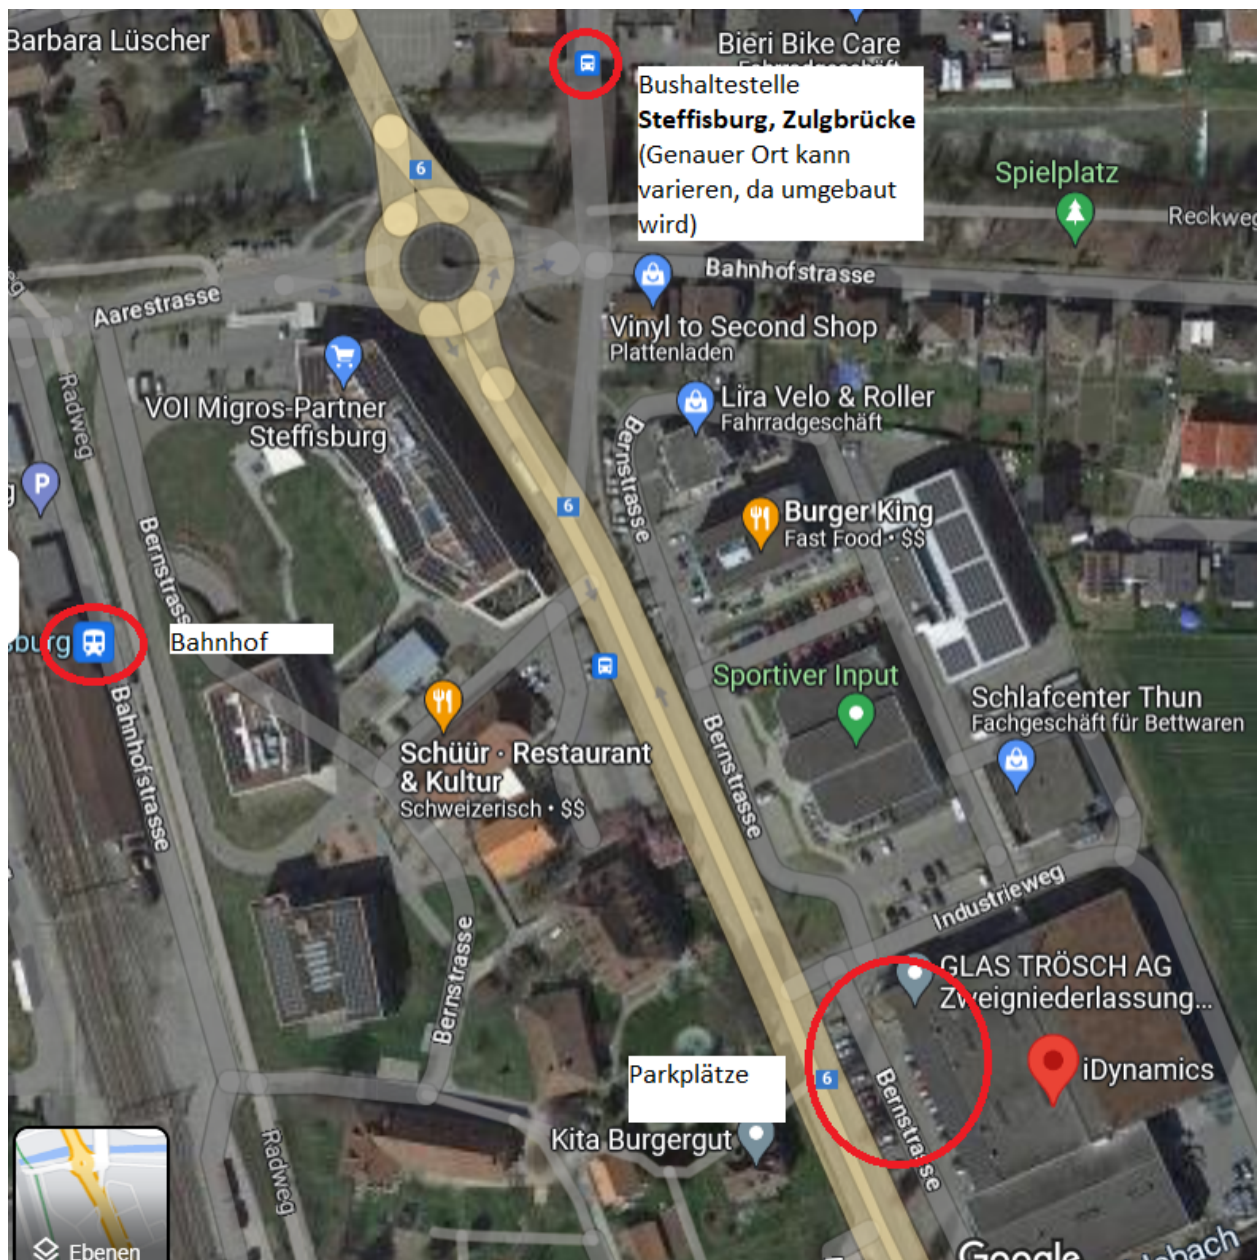 Barbara Lüscher
Bieri Bike Care
Fahrradgeschäft
Bushaltestelle
Steffisburg, Zulgbrücke
(Genauer Ort kann
varieren, da umgebaut
wird)
6
Spielplatz
Reckweg
Bahnhofstrasse
Aarestrasse
Vinyl to Second Shop
Plattenladen
VOI Migros-Partner
Steffisburg
Radweg
Lira Velo & Roller
Fahrradgeschäft
Bernstrasse
P
6
Burger King
Fast Food • $$
Bernstrasse
sburg
Bahnhof
Sportiver Input
Schlafcenter Thun
Fachgeschäft für Bettwaren
Bahnhofstrasse
Schüür · Restaurant
& Kultur
Schweizerisch • $$
Bernstrasse
Industrieweg
Bernstrasse
GLAS TRÖSCH AG
Zweigniederlassung...
Parkplätze
6
iDynamics
Bernstrasse
Kita Burgergut
Radweg
Ebenen
Google